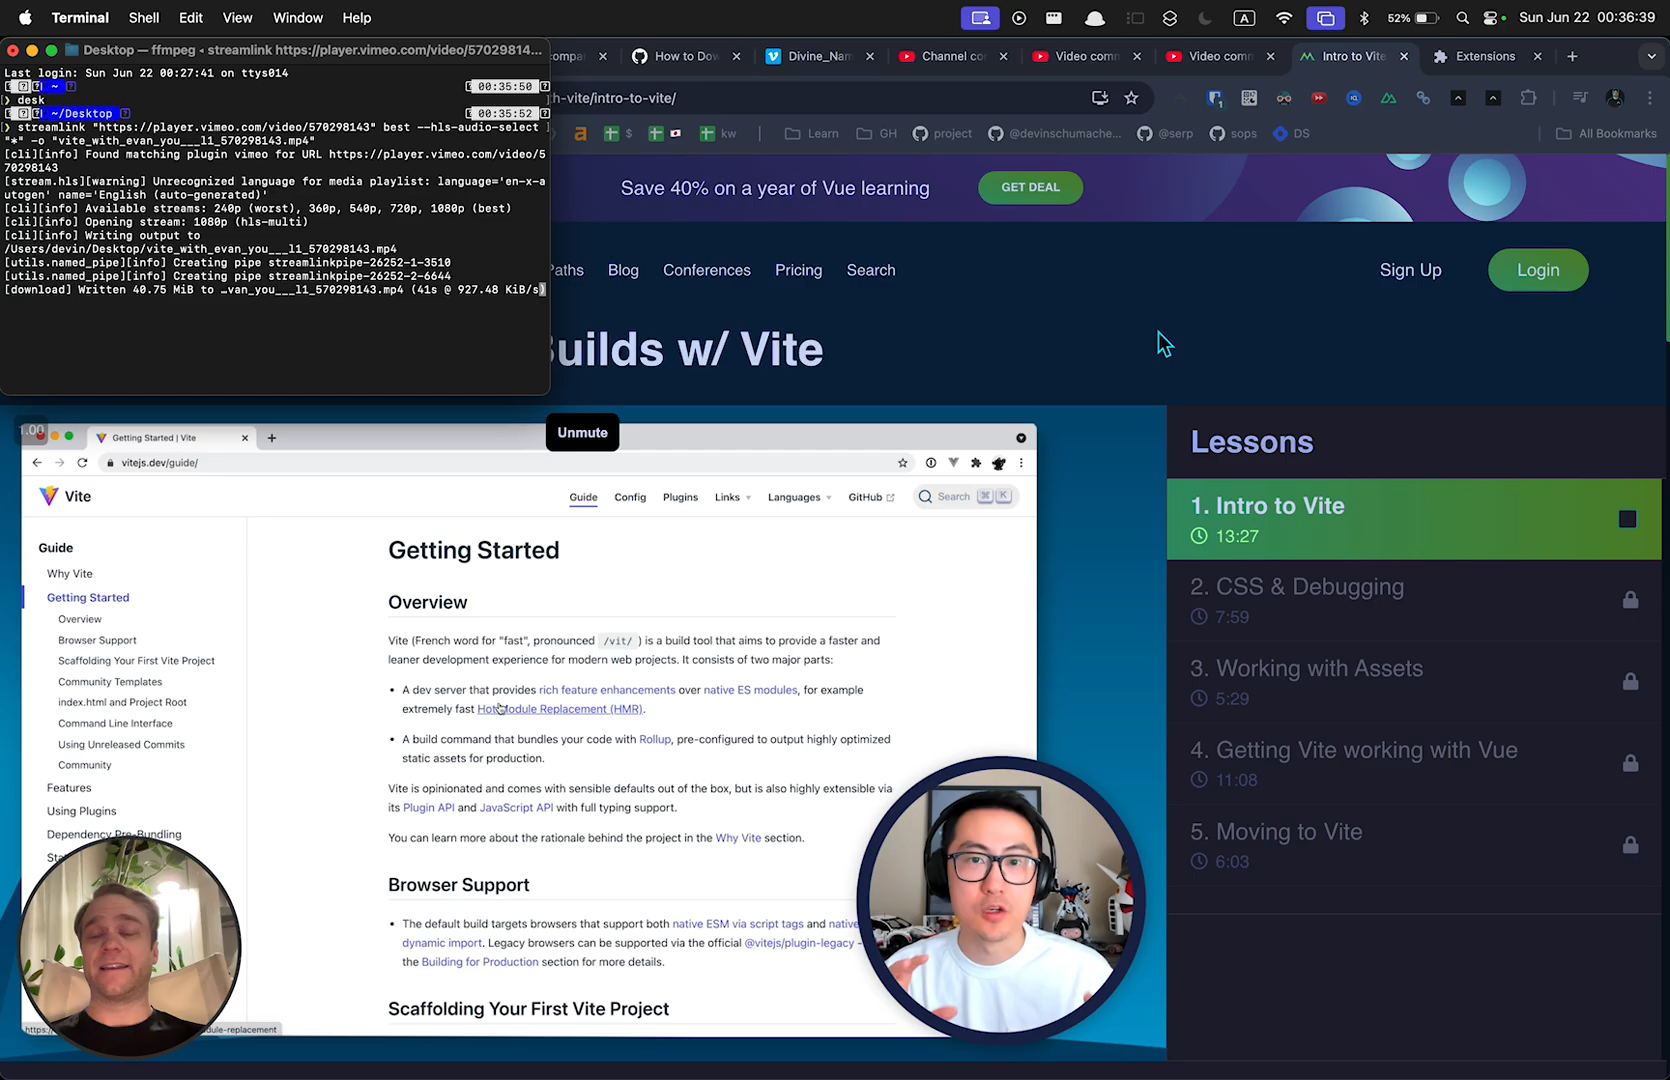 Terminal Shell Edit View Window Help
A 52% Sun Jun 22 00:36:39
Desktop — ffmpeg ◂ streamlink https://player.vimeo.com/video/57029814...
Last login: Sun Jun 22 00:27:41 on ttys014
~ 00:35:50
❯ desk
~/Desktop 00:35:52
❯ streamlink "https://player.vimeo.com/video/570298143" best --hls-audio-select
"*" -o "vite_with_evan_you___l1_570298143.mp4"
[cli][info] Found matching plugin vimeo for URL https://player.vimeo.com/video/5
70298143
[stream.hls][warning] Unrecognized language for media playlist: language='en-x-a
utogen' name='English (auto-generated)'
[cli][info] Available streams: 240p (worst), 360p, 540p, 720p, 1080p (best)
[cli][info] Opening stream: 1080p (hls-multi)
[cli][info] Writing output to
/Users/devin/Desktop/vite_with_evan_you___l1_570298143.mp4
[utils.named_pipe][info] Creating pipe streamlinkpipe-26252-1-3510
[utils.named_pipe][info] Creating pipe streamlinkpipe-26252-2-6644
[download] Written 40.75 MiB to …van_you___l1_570298143.mp4 (41s @ 927.48 KiB/s)
How to Dow
Divine_Nam
Channel co
Video comm
Video comm
Intro to Vite
Extensions
-vite/intro-to-vite/
$ kw Learn GH project @devinschumache... @serp sops DS All Bookmarks
Save 40% on a year of Vue learning
GET DEAL
Paths Blog Conferences Pricing Search Sign Up Login
Builds w/ Vite
1.00
Unmute
Getting Started | Vite
vitejs.dev/guide/
Vite
Guide Config Plugins Links Languages GitHub Search ⌘ K
Guide
Why Vite
Getting Started
Overview
Browser Support
Scaffolding Your First Vite Project
Community Templates
index.html and Project Root
Command Line Interface
Using Unreleased Commits
Community
Features
Using Plugins
Dependency Pre-Bundling
Getting Started
Overview
Vite (French word for "fast", pronounced /vit/ ) is a build tool that aims to provide a faster and
leaner development experience for modern web projects. It consists of two major parts:
• A dev server that provides rich feature enhancements over native ES modules, for example
extremely fast Hot Module Replacement (HMR).
• A build command that bundles your code with Rollup, pre-configured to output highly optimized
static assets for production.
Vite is opinionated and comes with sensible defaults out of the box, but is also highly extensible via
its Plugin API and JavaScript API with full typing support.
You can learn more about the rationale behind the project in the Why Vite section.
Browser Support
• The default build targets browsers that support both native ESM via script tags and native
dynamic import. Legacy browsers can be supported via the official @vitejs/plugin-legacy -
the Building for Production section for more details.
Scaffolding Your First Vite Project
https:
dule-replacement
Lessons
1. Intro to Vite
13:27
2. CSS & Debugging
7:59
3. Working with Assets
5:29
4. Getting Vite working with Vue
11:08
5. Moving to Vite
6:03